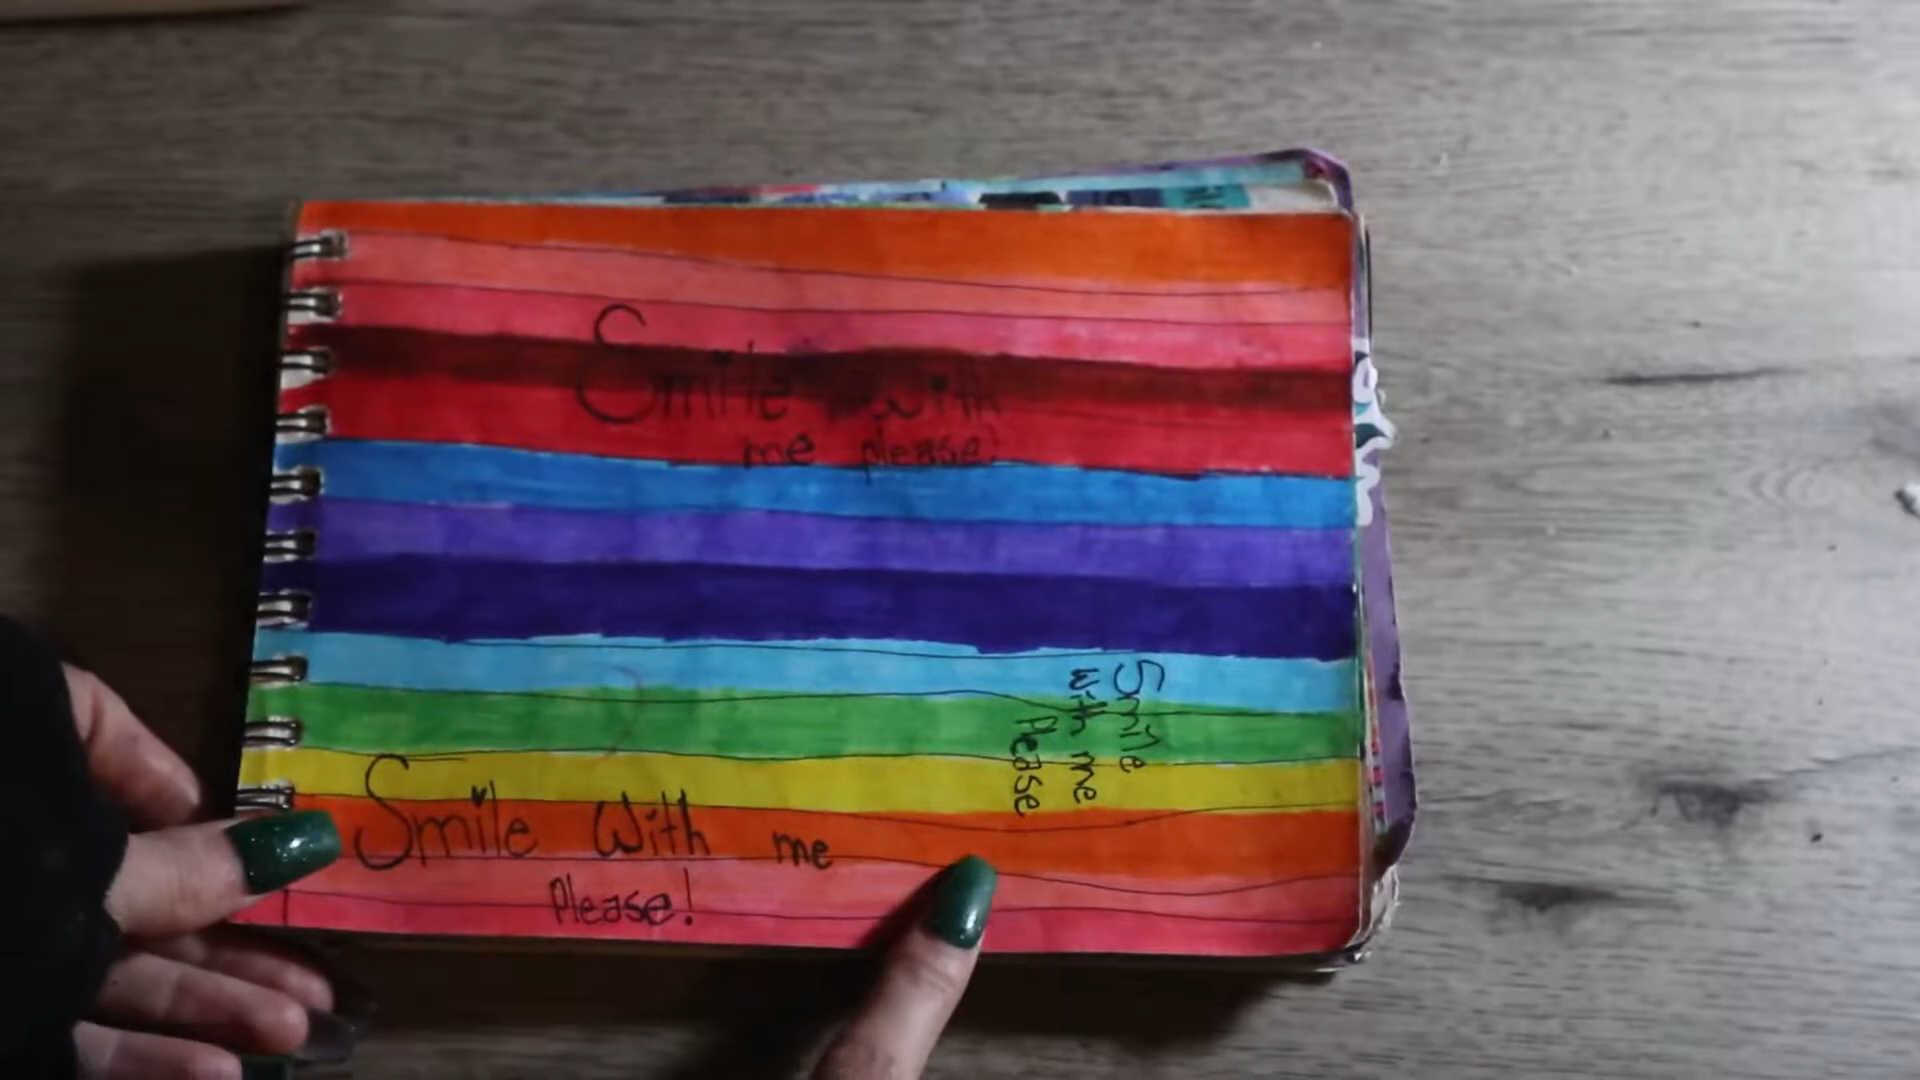 Smile with
me please!
Smile
with me
Please
Smile With me
Please!